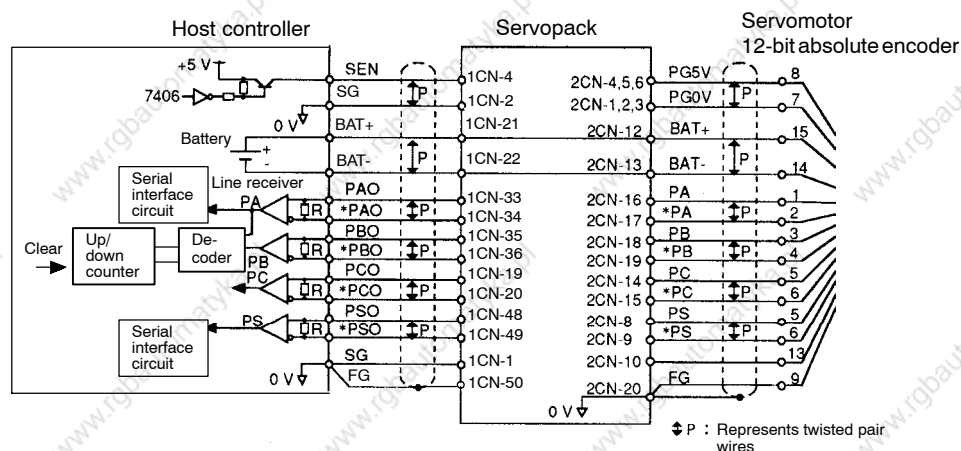 Host controller
Servopack
Servomotor
12-bit absolute encoder
+5 V
7406
0 V
Battery
+
-
Serial
interface
circuit
Line receiver
PA
R
Clear
Up/
down
counter
De-
coder
PB
R
PC
R
PS
R
Serial
interface
circuit
0 V
SEN
SG
BAT+
BAT-
PAO
*PAO
PBO
*PBO
PCO
*PCO
PSO
*PSO
SG
FG
P
P
P
P
P
P
1CN-4
1CN-2
1CN-21
1CN-22
1CN-33
1CN-34
1CN-35
1CN-36
1CN-19
1CN-20
1CN-48
1CN-49
1CN-1
1CN-50
2CN-4,5,6
2CN-1,2,3
2CN-12
2CN-13
2CN-16
2CN-17
2CN-18
2CN-19
2CN-14
2CN-15
2CN-8
2CN-9
2CN-10
2CN-20
0 V
PG5V
PG0V
BAT+
BAT-
PA
*PA
PB
*PB
PC
*PC
PS
*PS
FG
P
P
P
P
P
P
8
7
15
14
1
2
3
4
5
6
5
6
13
9
P : Represents twisted pair
wires
www.rgbautomatyka.pl